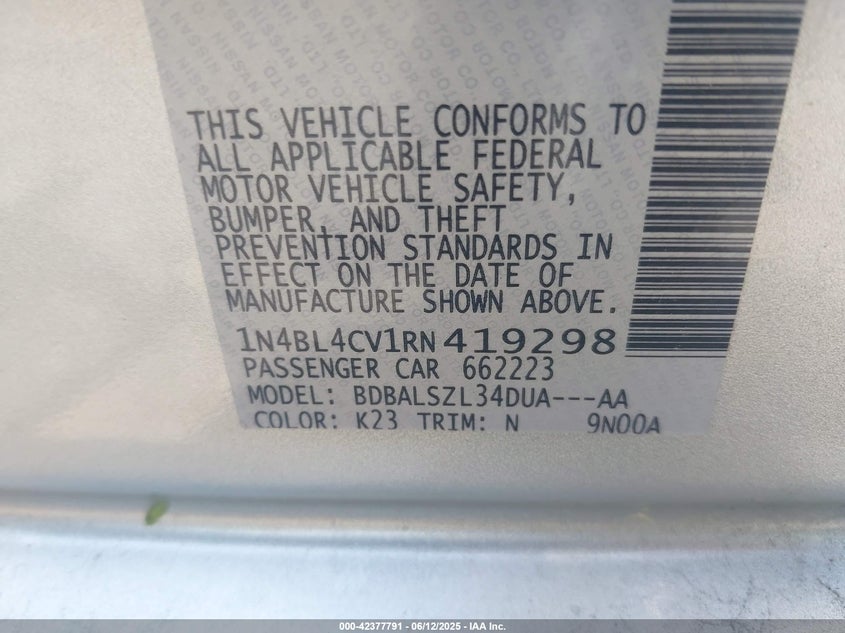 THIS VEHICLE CONFORMS TO
ALL APPLICABLE FEDERAL
MOTOR VEHICLE SAFETY,
BUMPER, AND THEFT
PREVENTION STANDARDS IN
EFFECT ON THE DATE OF
MANUFACTURE SHOWN ABOVE.
1N4BL4CV1RN419298
PASSENGER CAR 662223
MODEL: BDBALSZL34DUA---AA
COLOR: K23 TRIM: N 9N00A
000-42377791 - 06/12/2025 - IAA Inc.